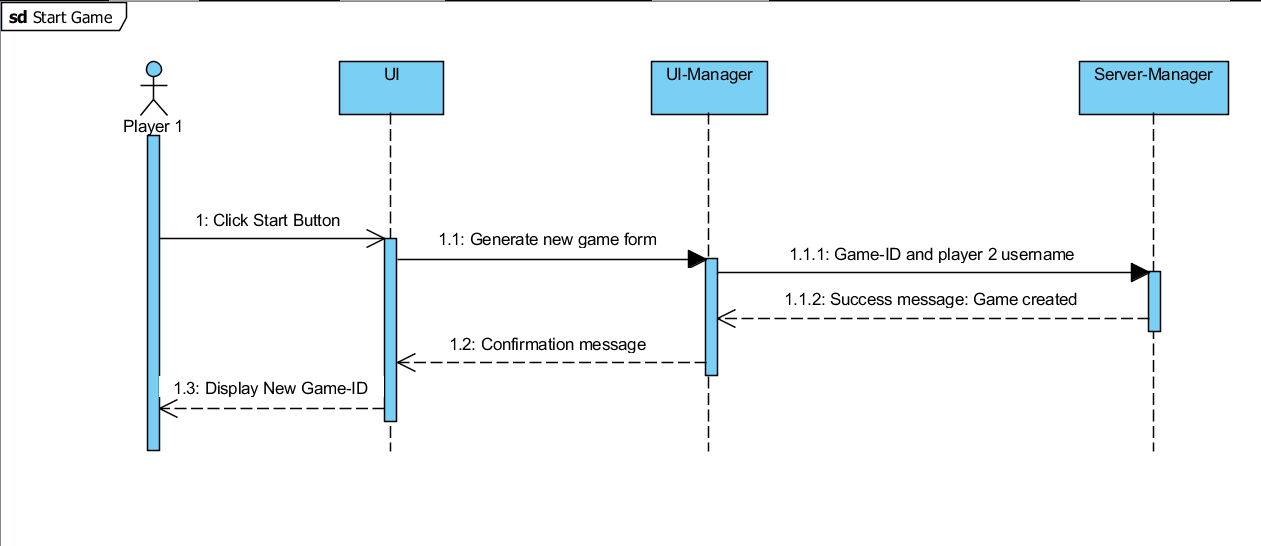 sd Start Game
UI
UI-Manager
Server-Manager
Player 1
1: Click Start Button
1.1: Generate new game form
1.1.1: Game-ID and player 2 username
1.1.2: Success message: Game created
1.2: Confirmation message
1.3: Display New Game-ID